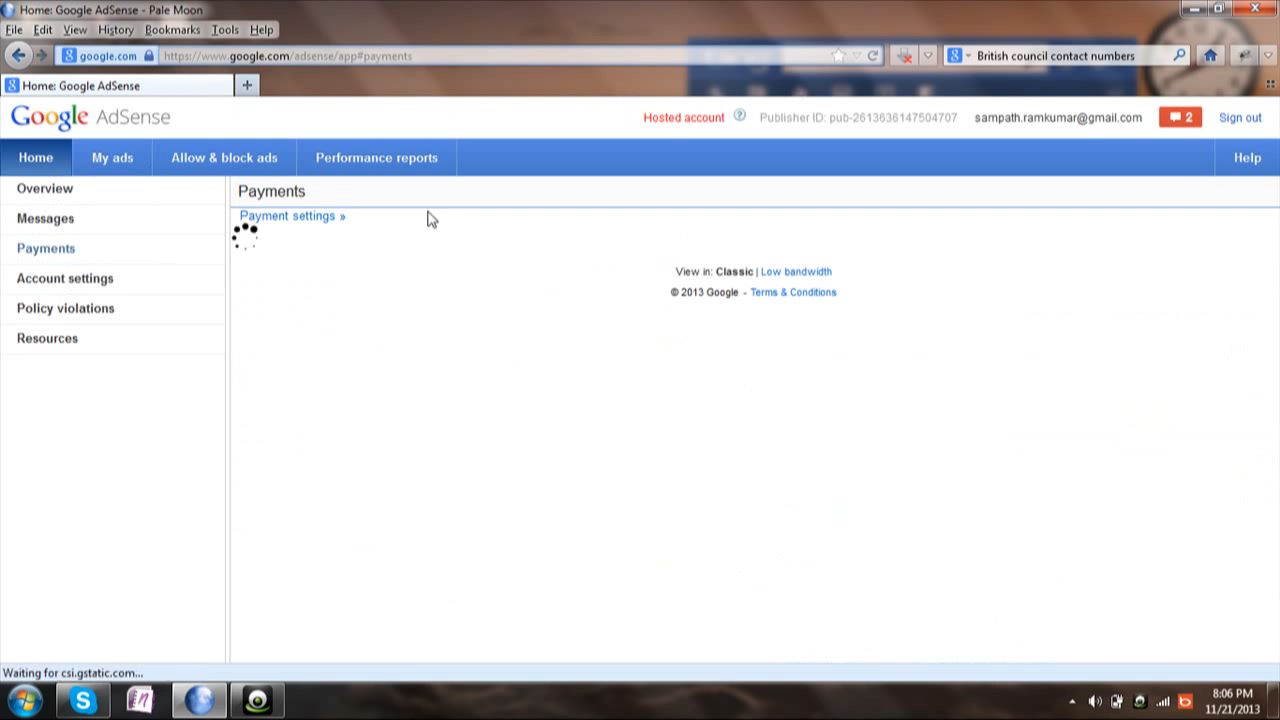 Home: Google AdSense - Pale Moon
File Edit View History Bookmarks Tools Help
google.com https://www.google.com/adsense/app#payments British council contact numbers
Home: Google AdSense +
Google AdSense Hosted account ? Publisher ID: pub-2613636147504707 sampath.ramkumar@gmail.com 2 Sign out
Home My ads Allow & block ads Performance reports Help
Overview
Messages
Payments
Account settings
Policy violations
Resources
Payments
Payment settings »
View in: Classic | Low bandwidth
© 2013 Google - Terms & Conditions
Waiting for csi.gstatic.com...
8:06 PM
11/21/2013